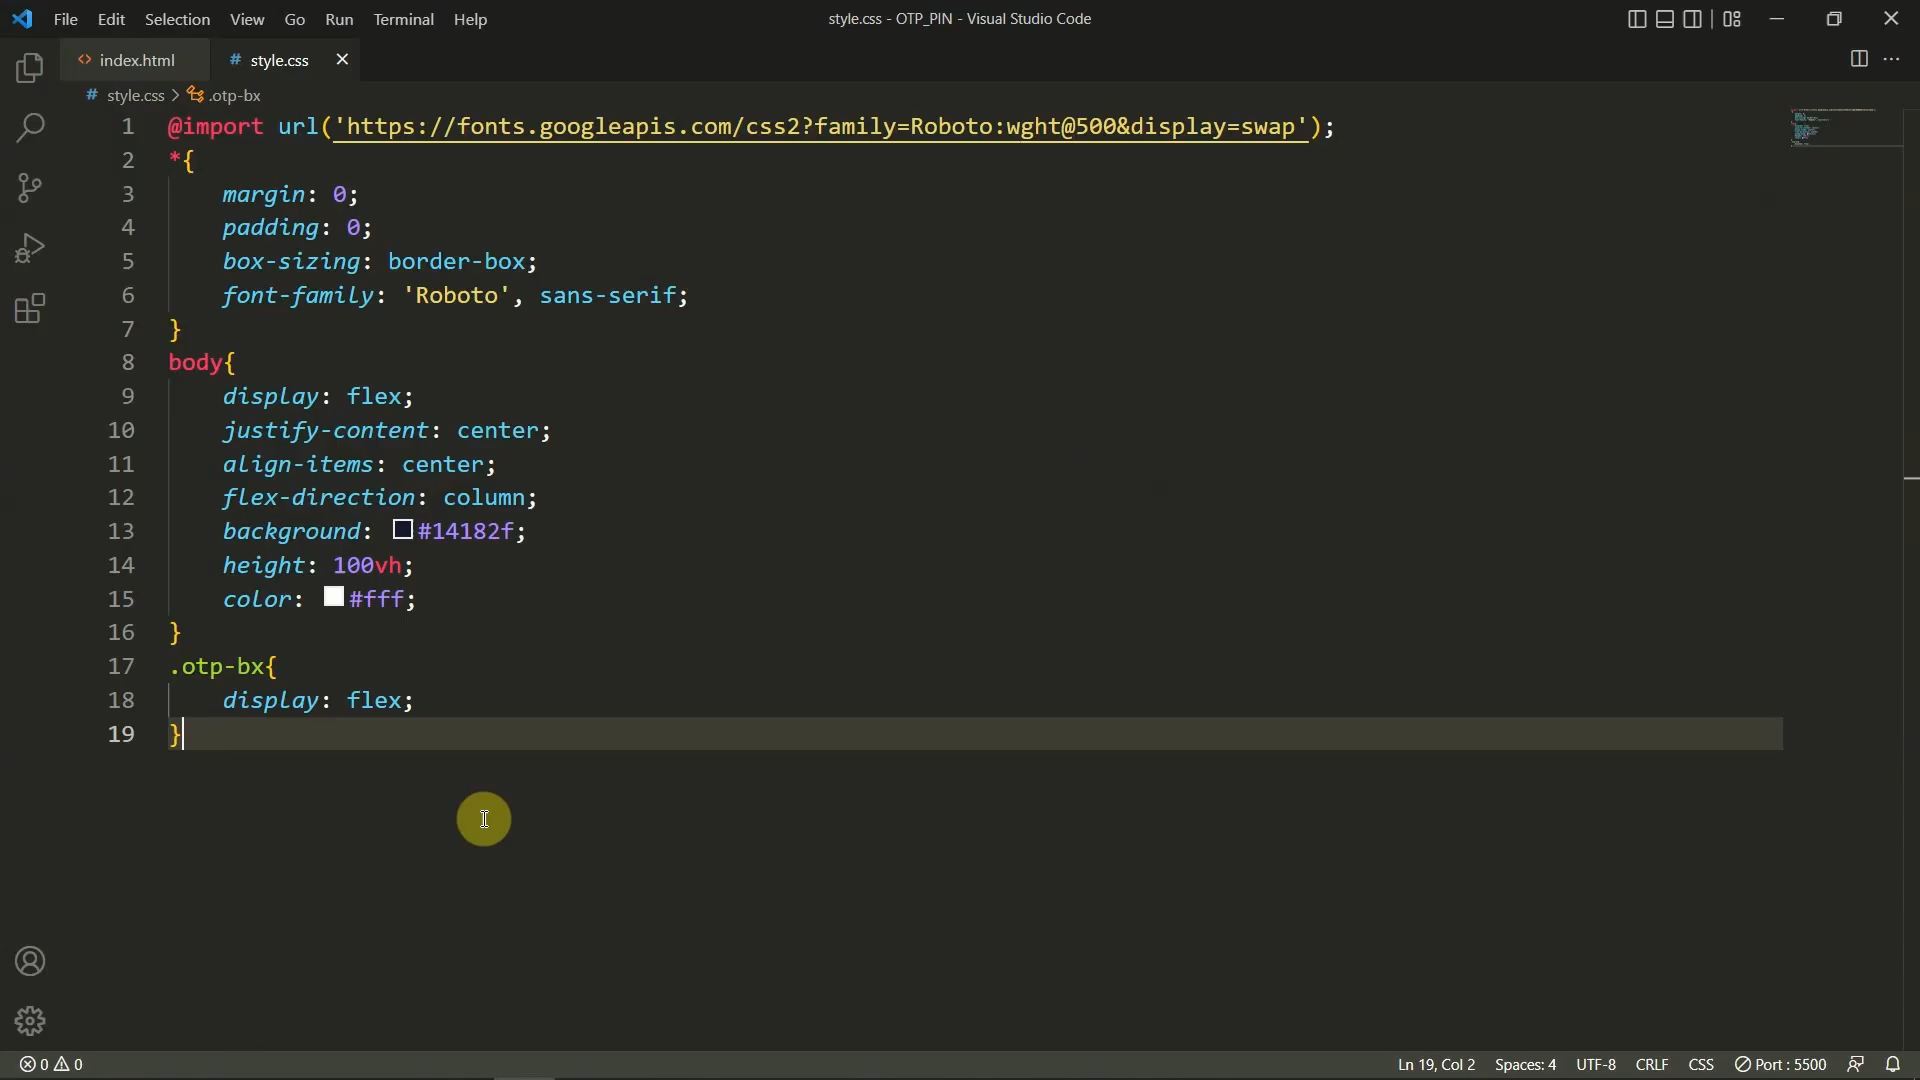 File Edit Selection View Go Run Terminal Help style.css - OTP_PIN - Visual Studio Code
<> index.html # style.css ×
# style.css > .otp-bx
1 @import url('https://fonts.googleapis.com/css2?family=Roboto:wght@500&display=swap');
2 *{
3 margin: 0;
4 padding: 0;
5 box-sizing: border-box;
6 font-family: 'Roboto', sans-serif;
7 }
8 body{
9 display: flex;
10 justify-content: center;
11 align-items: center;
12 flex-direction: column;
13 background: #14182f;
14 height: 100vh;
15 color: #fff;
16 }
17 .otp-bx{
18 display: flex;
19 }
0 0 Ln 19, Col 2 Spaces: 4 UTF-8 CRLF CSS Port : 5500